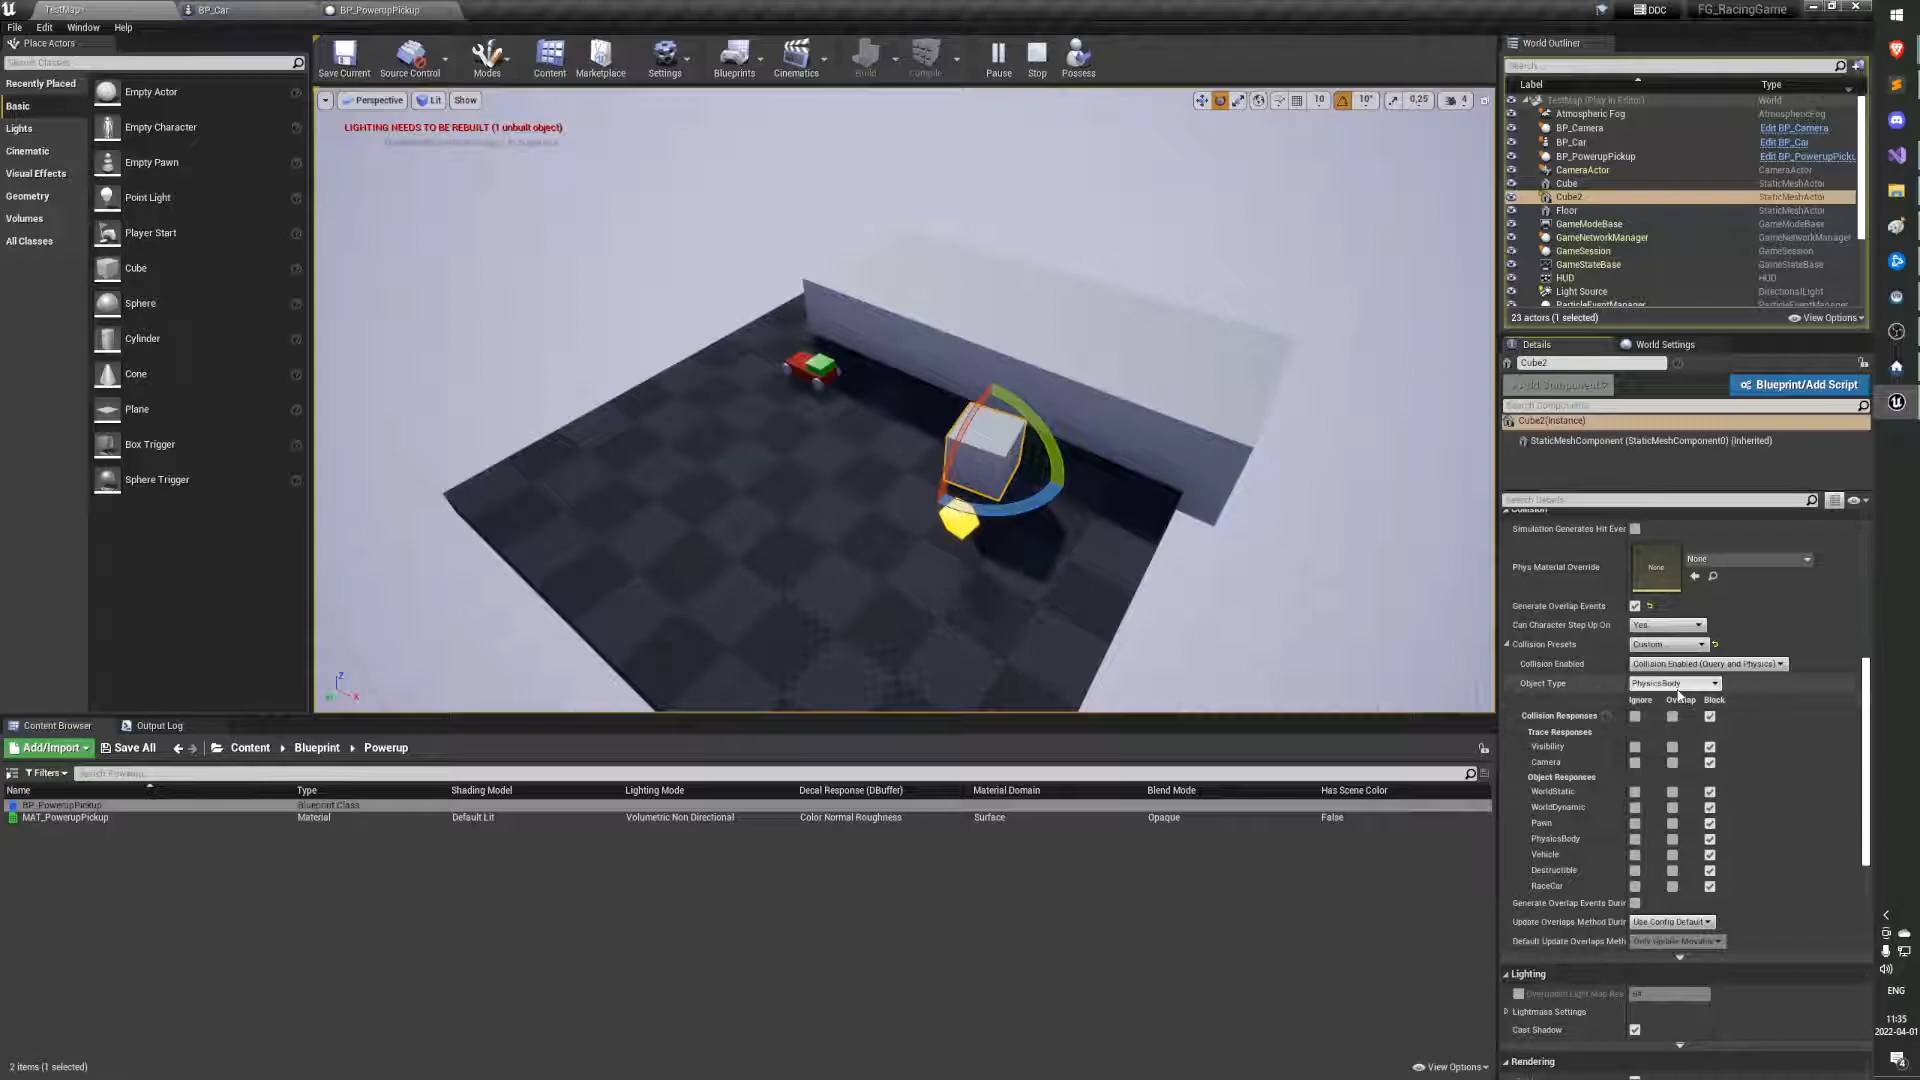 TestMap
BP_Car
BP_PowerupPickup
DDC
FG_RacingGame
File
Edit
Window
Help
Place Actors
Search Classes
Recently Placed
Basic
Lights
Cinematic
Visual Effects
Geometry
Volumes
All Classes
Empty Actor
Empty Character
Empty Pawn
Point Light
Player Start
Cube
Sphere
Cylinder
Cone
Plane
Box Trigger
Sphere Trigger
Save Current
Source Control
Modes
Content
Marketplace
Settings
Blueprints
Cinematics
Build
Compile
Pause
Stop
Possess
Perspective
Lit
Show
10
10°
0,25
4
LIGHTING NEEDS TO BE REBUILT (1 unbuilt object)
World Outliner
Search...
Label
Type
TestMap (Play In Editor)
World
Atmospheric Fog
AtmosphericFog
BP_Camera
Edit BP_Camera
BP_Car
Edit BP_Car
BP_PowerupPickup
Edit BP_PowerupPicku
CameraActor
CameraActor
Cube
StaticMeshActor
Cube2
StaticMeshActor
Floor
StaticMeshActor
GameModeBase
GameModeBase
GameNetworkManager
GameNetworkManager
GameSession
GameSession
GameStateBase
GameStateBase
HUD
HUD
Light Source
DirectionalLight
ParticleEventManager
ParticleEventManager
23 actors (1 selected)
View Options
Details
World Settings
Cube2
+Add Component
Blueprint/Add Script
Search Components
Cube2(Instance)
StaticMeshComponent (StaticMeshComponent0) (Inherited)
Search Details
Collision
Simulation Generates Hit Ever
Phys Material Override
None
None
Generate Overlap Events
Can Character Step Up On
Yes
Collision Presets
Custom...
Collision Enabled
Collision Enabled (Query and Physics)
Object Type
PhysicsBody
Ignore
Overlap
Block
Collision Responses
Trace Responses
Visibility
Camera
Object Responses
WorldStatic
WorldDynamic
Pawn
PhysicsBody
Vehicle
Destructible
RaceCar
Generate Overlap Events Durin
Update Overlaps Method Durin
Use Config Default
Default Update Overlaps Meth
Only Update Movable
Lighting
Overridden Light Map Res
64
Lightmass Settings
Cast Shadow
Rendering
Content Browser
Output Log
Add/Import
Save All
Content
Blueprint
Powerup
Filters
Search Powerup
Name
Type
Shading Model
Lighting Mode
Decal Response (DBuffer)
Material Domain
Blend Mode
Has Scene Color
BP_PowerupPickup
Blueprint Class
MAT_PowerupPickup
Material
Default Lit
Volumetric Non Directional
Color Normal Roughness
Surface
Opaque
False
2 items (1 selected)
View Options
ENG
11:35
2022-04-01
4